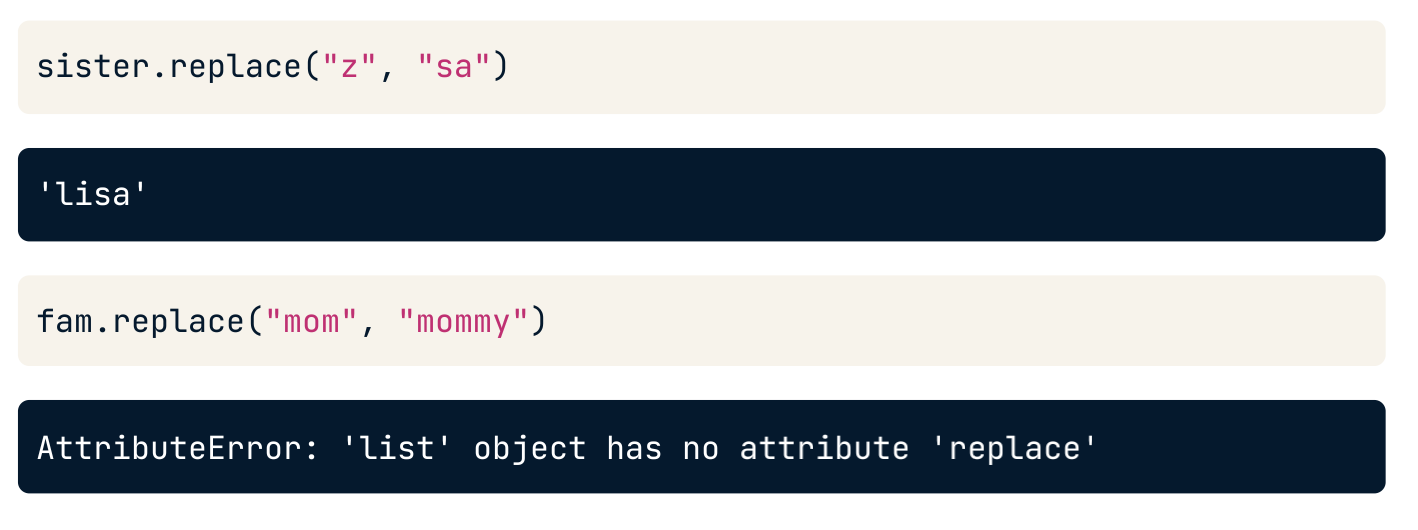 sister.replace("z", "sa")
'lisa'
fam.replace("mom", "mommy")
AttributeError: 'list' object has no attribute 'replace'